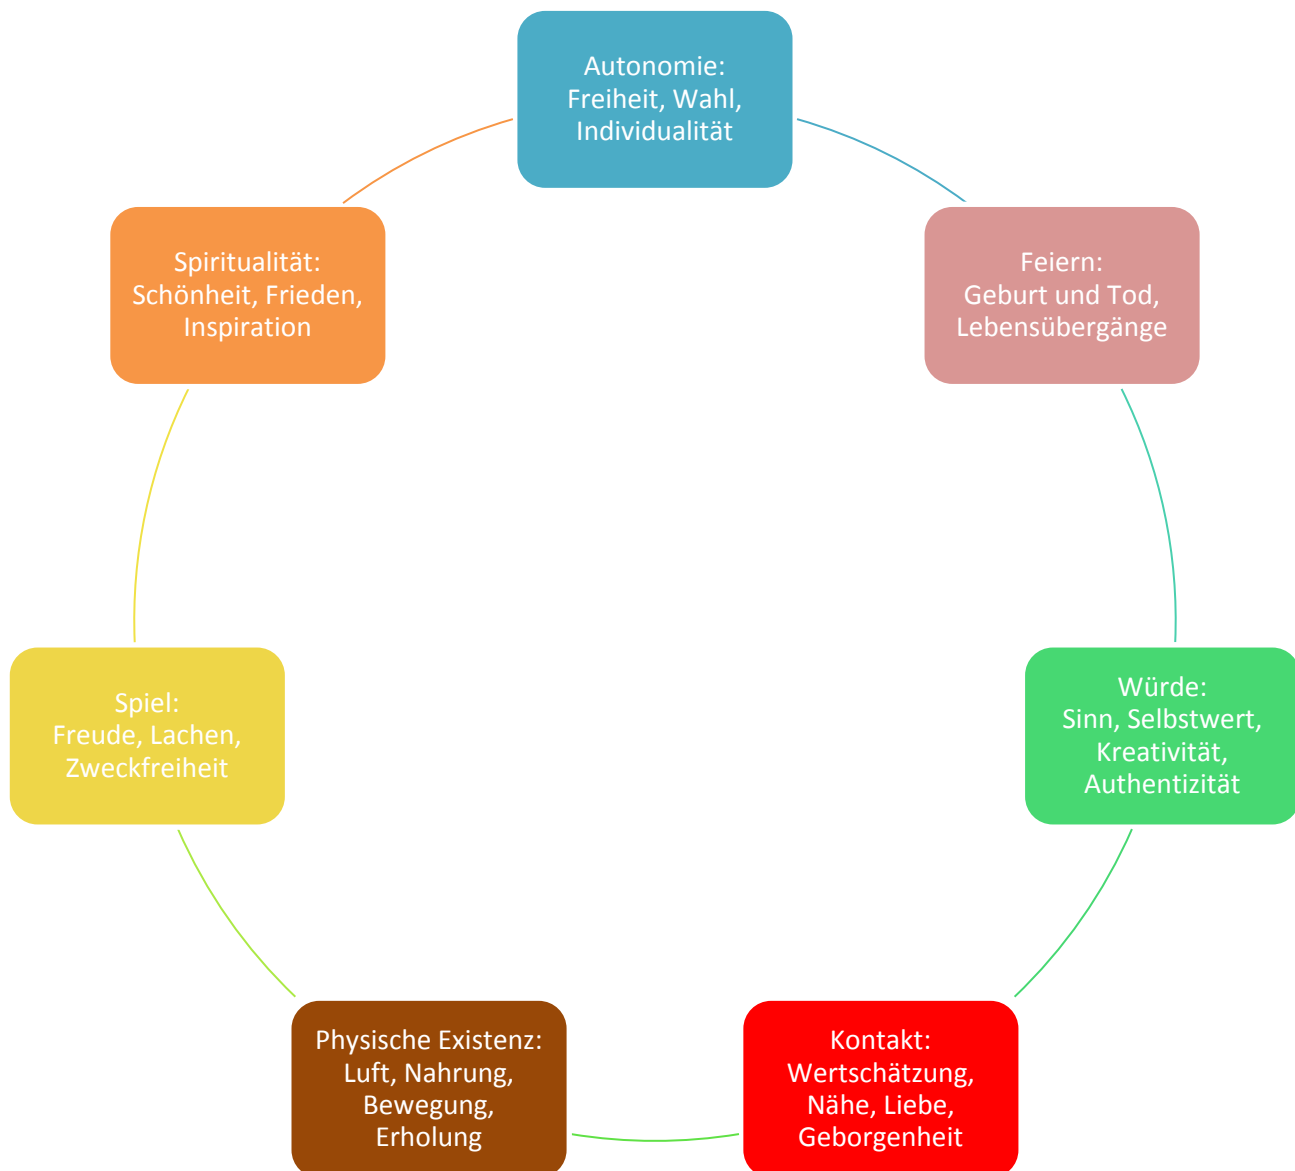 Autonomie:
Freiheit, Wahl,
Individualität
Feiern:
Geburt und Tod,
Lebensübergänge
Würde:
Sinn, Selbstwert,
Kreativität,
Authentizität
Kontakt:
Wertschätzung,
Nähe, Liebe,
Geborgenheit
Physische Existenz:
Luft, Nahrung,
Bewegung,
Erholung
Spiel:
Freude, Lachen,
Zweckfreiheit
Spiritualität:
Schönheit, Frieden,
Inspiration